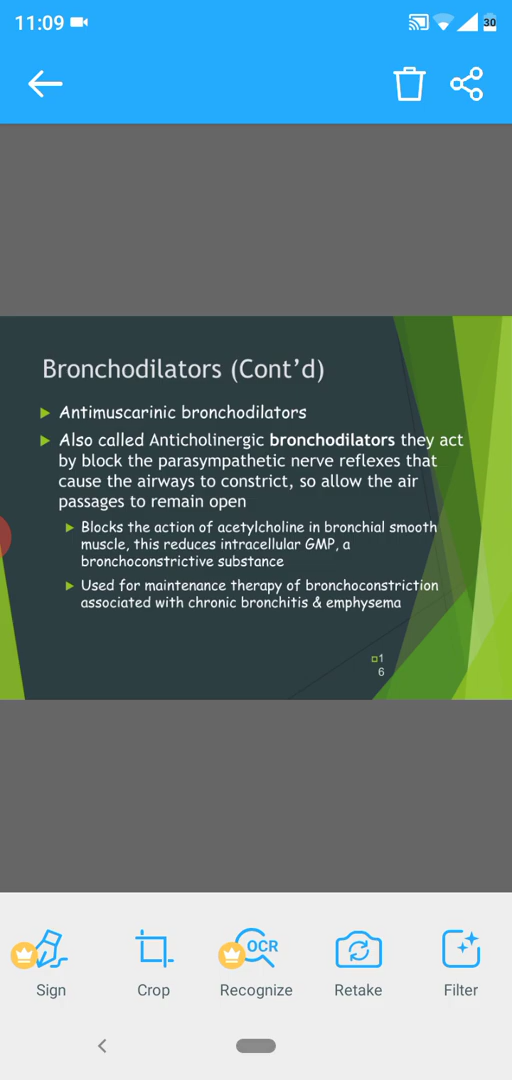 11:09
30
Bronchodilators (Cont'd)
Antimuscarinic bronchodilators
Also called Anticholinergic bronchodilators they act
by block the parasympathetic nerve reflexes that
cause the airways to constrict, so allow the air
passages to remain open
Blocks the action of acetylcholine in bronchial smooth
muscle, this reduces intracellular GMP, a
bronchoconstrictive substance
Used for maintenance therapy of bronchoconstriction
associated with chronic bronchitis & emphysema
1
6
OCR
Sign
Crop
Recognize
Retake
Filter